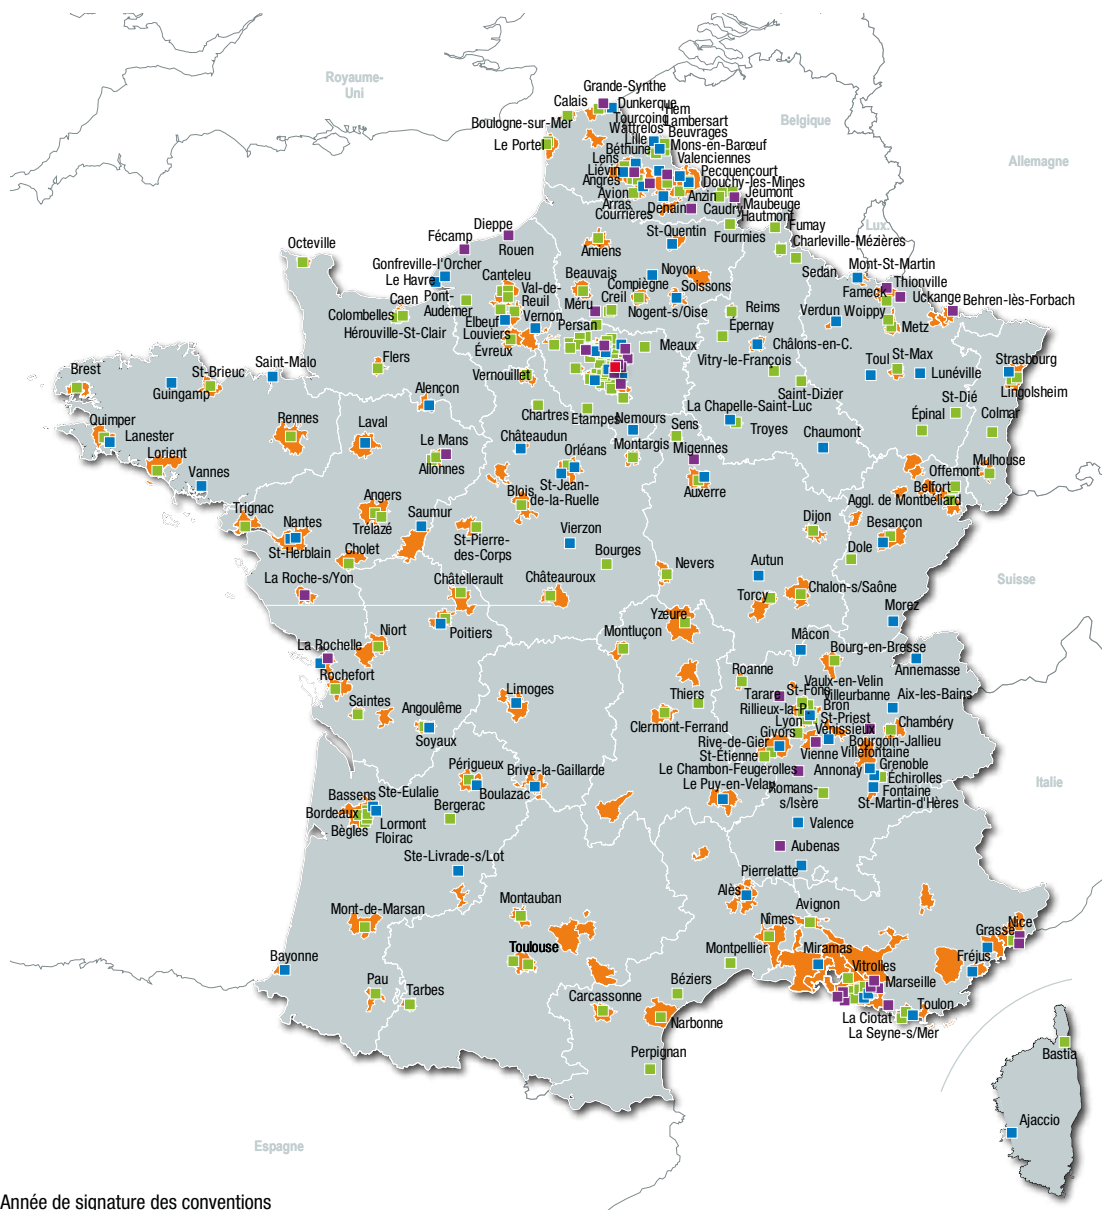 Royaume-
Uni
Grande-Synthe
Calais
Dunkerque
Hem
Tourcoing
Lambersart
Boulogne-sur-Mer
Wattrelos
Beuvrages
Belgique
Le Portel
Lille
Mons-en-Barœuf
Béthune
Valenciennes
Allemagne
Lens
Liévin
Pecquencourt
Angres
Douchy-les-Mines
Avion
Anzin
Jeumont
Arras
Denain
Caudry
Maubeuge
Courrières
Hautmont
Dieppe
Fumay
Lux.
Fécamp
Rouen
St-Quentin
Fournies
Charleville-Mézières
Octeville
Amiens
Gonfreville-l'Orcher
Sedan
Mont-St-Martin
Le Havre
Canteleu
Beauvais
Noyon
Thionville
Caen
Pont-
Audemer
Val-de-
Reuil
Compiègne
Soissons
Fameck
Uckange
Behren-lès-Forbach
Colombelles
Méru
Creil
Nogent-s/Oise
Reims
Verdun
Woippy
Hérouville-St-Clair
Elbeuf
Vernon
Persan
Épernay
Metz
Louviers
Évreux
Meaux
Châlons-en-C.
Flers
Vitry-le-François
Toul
St-Max
Strasbourg
Brest
St-Brieuc
Saint-Malo
Vernouillet
Lunéville
Guingamp
Alençon
Saint-Dizier
Lingolsheim
St-Dié
Chartres
Etampes
Nemours
La Chapelle-Saint-Luc
Épinal
Colmar
Quimper
Rennes
Laval
Troyes
Lanester
Le Mans
Châteaudun
Sens
Chaumont
Lorient
Allonnes
Orléans
Montargis
Migennes
Mulhouse
Vannes
St-Jean-
de-la-Ruelle
Auxerre
Offemont
Belfort
Angers
Blois
Aggl. de Montbéliard
Trignac
Saumur
Nantes
Trélazé
Vierzon
Dijon
Besançon
St-Herblain
Cholet
St-Pierre-
des-Corps
Bourges
Dole
La Roche-s/Yon
Châtellerault
Châteauroux
Nevers
Autun
Suisse
Torcy
Chalon-s/Saône
Morez
Yzeure
Poitiers
Niort
Montluçon
Mâcon
La Rochelle
Bourg-en-Bresse
Annemasse
Rochefort
Roanne
Vaulx-en-Velin
Limoges
Thiers
Tarare
St-Fons
Villeurbanne
Aix-les-Bains
Saintes
Rillieux-la-P.
Bron
Angoulême
Clermont-Ferrand
Lyon
St-Priest
Chambéry
Soyaux
Givors
Vénissieux
Rive-de-Gier
Bourgoin-Jallieu
St-Étienne
Vienne
Villefontaine
Périgueux
Brive-la-Gaillarde
Le Chambon-Feugerolles
Annonay
Grenoble
Échirolles
Bassens
Ste-Eulalie
Boulazac
Le Puy-en-Velay
Romans-
s/Isère
Fontaine
Italie
Bordeaux
Bergerac
St-Martin-d'Hères
Lormont
Bègles
Floirac
Valence
Ste-Livrade-s/Lot
Aubenas
Pierrelatte
Montauban
Alès
Mont-de-Marsan
Avignon
Nîmes
Nice
Grasse
Toulouse
Montpellier
Miramas
Bayonne
Vitrolles
Fréjus
Pau
Tarbes
Béziers
Marseille
Carcassonne
Toulon
Narbonne
La Ciotat
La Seyne-s/Mer
Perpignan
Bastia
Ajaccio
Espagne
Année de signature des conventions